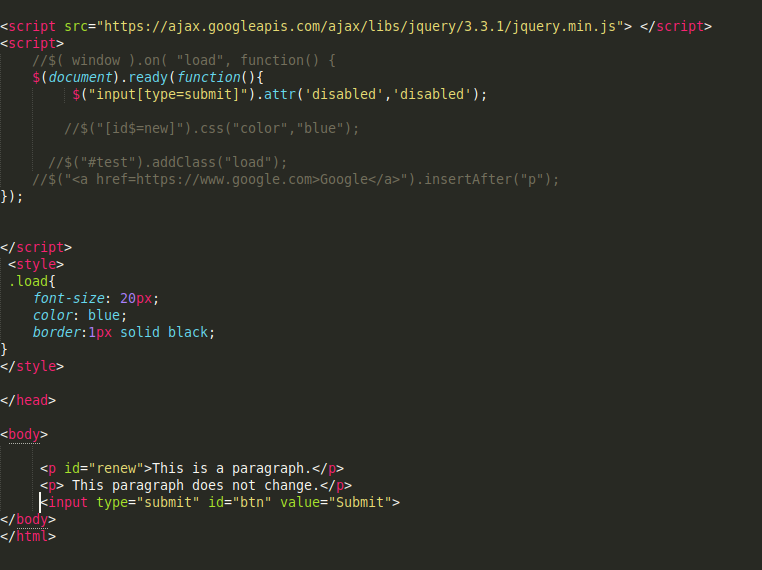 <script src="https://ajax.googleapis.com/ajax/libs/jquery/3.3.1/jquery.min.js"> </script>
<script>
//$( window ).on( "load", function() {
$(document).ready(function(){
$("input[type=submit]").attr('disabled','disabled');
//$("[id$=new]").css("color","blue");
//$("#test").addClass("load");
//$("<a href=https://www.google.com>Google</a>").insertAfter("p");
});
</script>
<style>
.load{
font-size: 20px;
color: blue;
border:1px solid black;
}
</style>
</head>
<body>
<p id="renew">This is a paragraph.</p>
<p> This paragraph does not change.</p>
<input type="submit" id="btn" value="Submit">
</body>
</html>